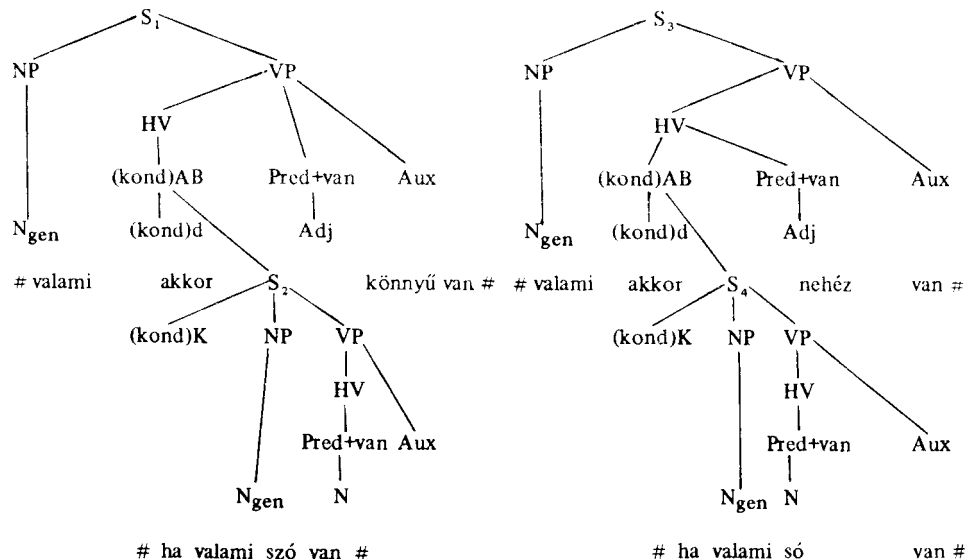 S₁ S₃
NP VP NP VP
HV HV
(kond)AB Pred+van Aux (kond)AB Pred+van Aux
Ngen (kond)d Adj Ngen (kond)d Adj
# valami akkor S₂ könnyű van # # valami akkor S₄ nehéz van #
(kond)K NP VP (kond)K NP VP
HV HV
Pred+van Aux Pred+van Aux
Ngen N Ngen N
# ha valami szó van # # ha valami só van #